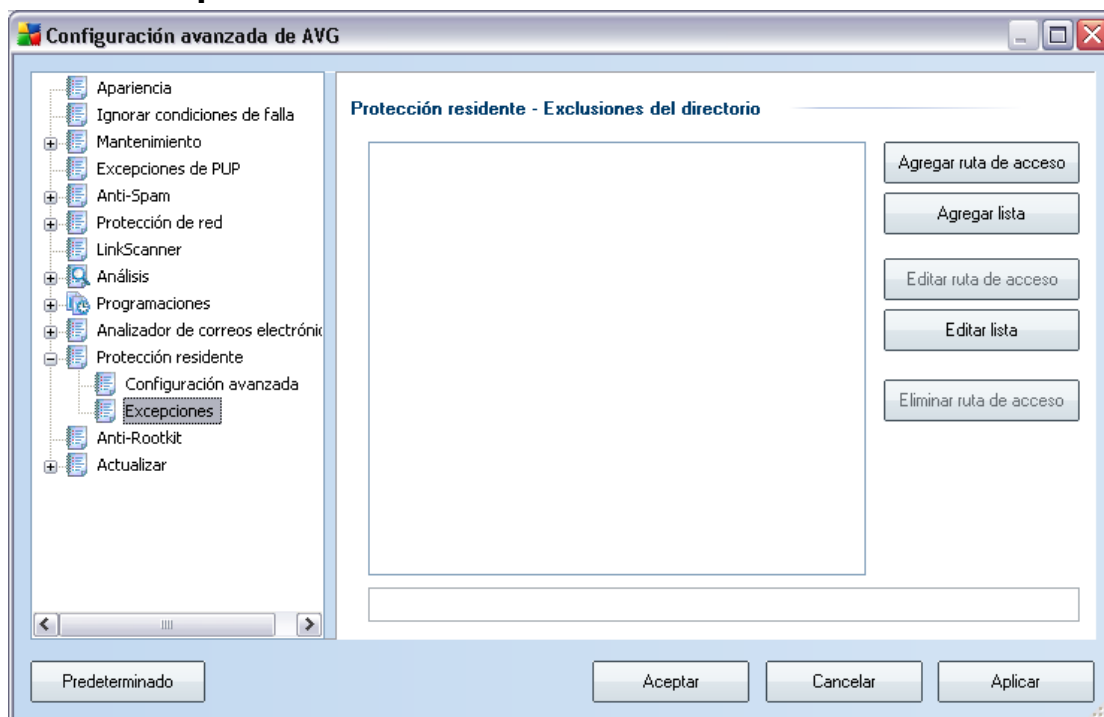 Configuración avanzada de AVG
Apariencia
Ignorar condiciones de falla
Mantenimiento
Excepciones de PUP
Anti-Spam
Protección de red
LinkScanner
Análisis
Programaciones
Analizador de correos electrónic
Protección residente
Configuración avanzada
Excepciones
Anti-Rootkit
Actualizar
Protección residente - Exclusiones del directorio
Agregar ruta de acceso
Agregar lista
Editar ruta de acceso
Editar lista
Eliminar ruta de acceso
Predeterminado
Aceptar
Cancelar
Aplicar